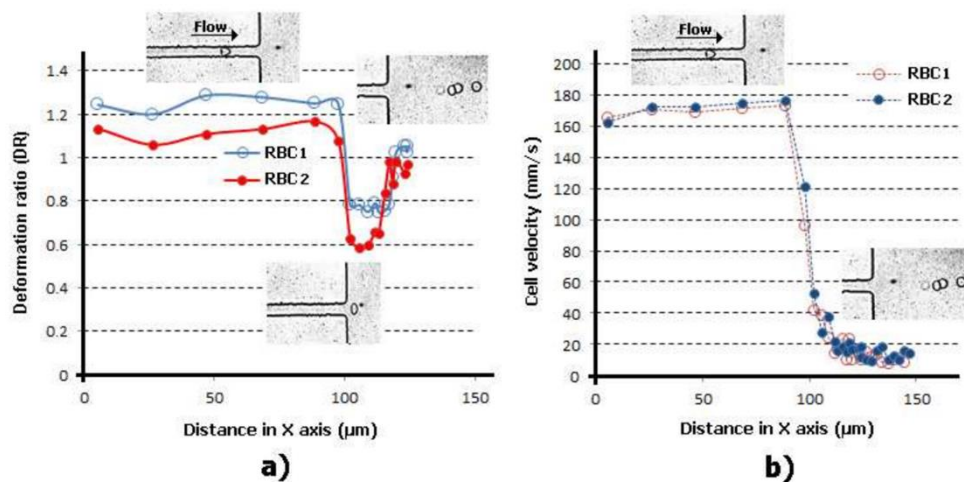 Flow
1.4
1.2
1
0.8
0.6
0.4
0.2
0
0
50
100
150
Deformation ratio (DR)
RBC1
RBC2
Distance in X axis (µm)
a)
Flow
200
180
160
140
120
100
80
60
40
20
0
0
50
100
150
Cell velocity (mm/s)
RBC1
RBC2
Distance in X axis (µm)
b)